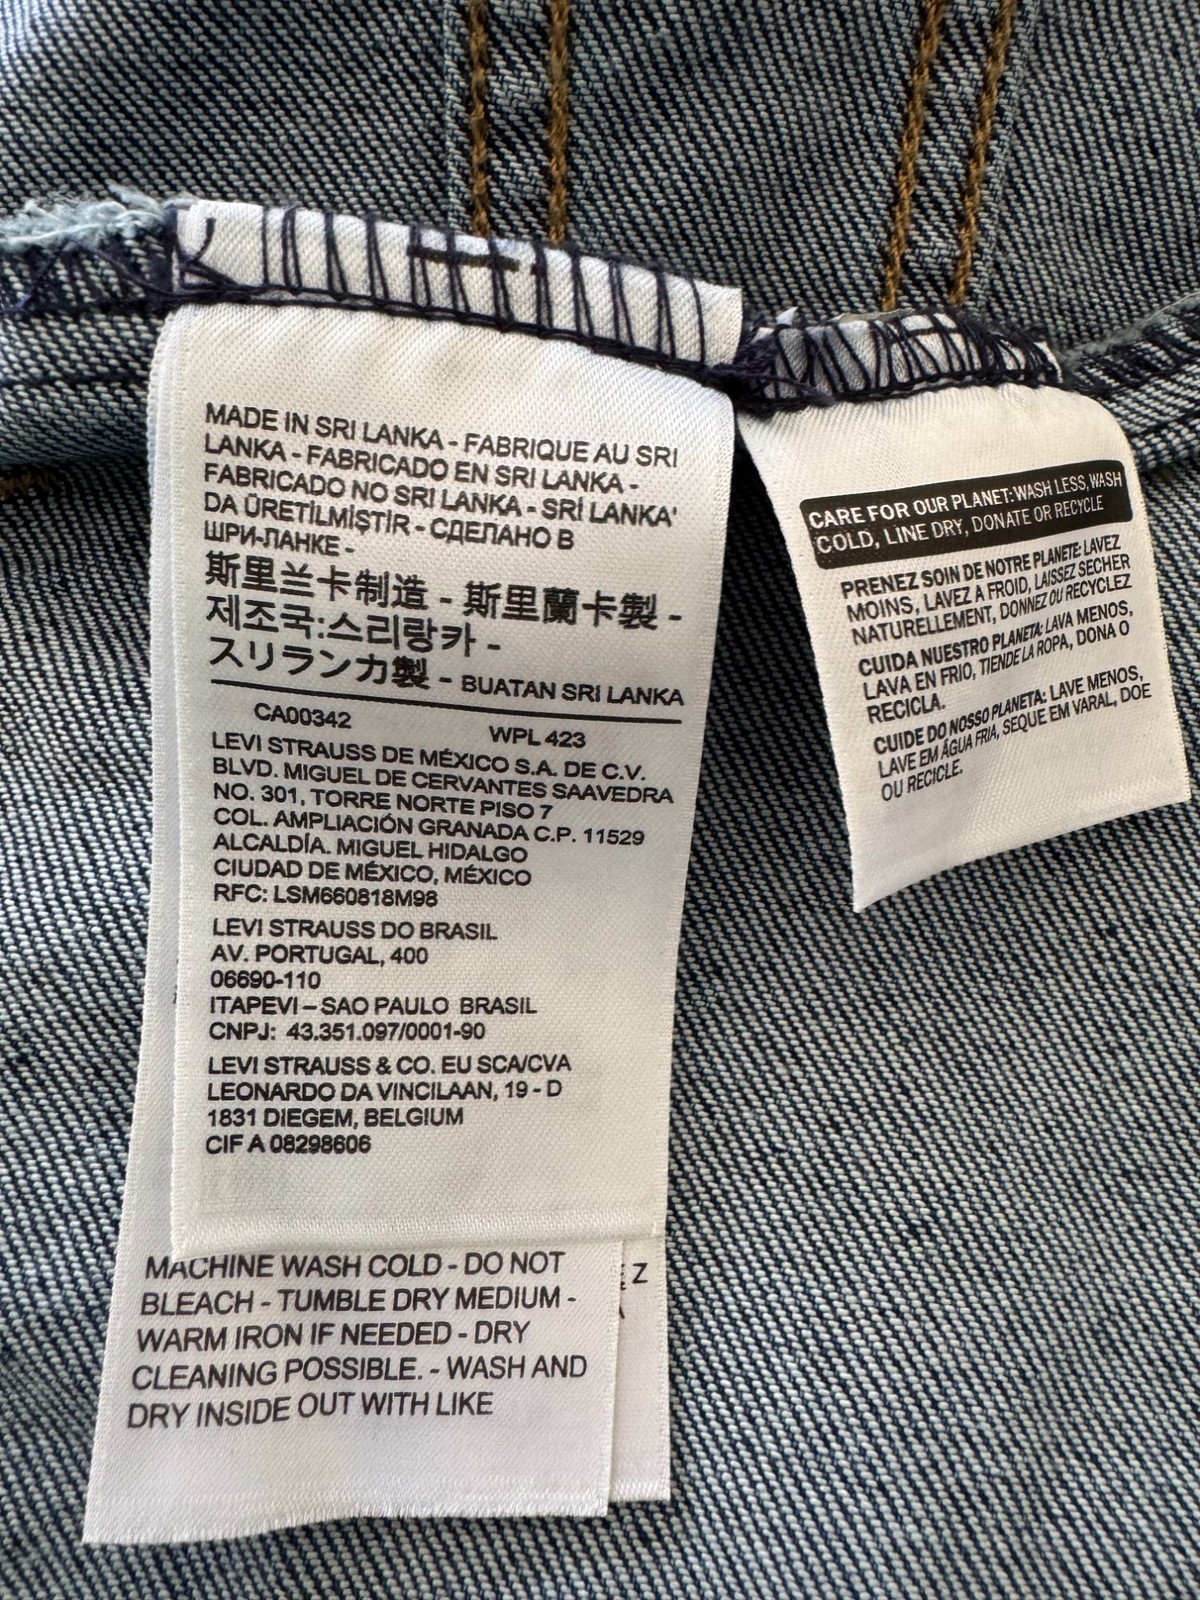 MADE IN SRI LANKA - FABRIQUE AU SRI
LANKA - FABRICADO EN SRI LANKA -
FABRICADO NO SRI LANKA - SRİ LANKA'
DA ÜRETİLMİŞTİR - СДЕЛАНО В
ШРИ-ЛАНКЕ -
斯里兰卡制造 - 斯里蘭卡製 -
제조국:스리랑카 -
スリランカ製 - BUATAN SRI LANKA
CA00342 WPL 423
LEVI STRAUSS DE MÉXICO S.A. DE C.V.
BLVD. MIGUEL DE CERVANTES SAAVEDRA
NO. 301, TORRE NORTE PISO 7
COL. AMPLIACIÓN GRANADA C.P. 11529
ALCALDÍA. MIGUEL HIDALGO
CIUDAD DE MÉXICO, MÉXICO
RFC: LSM660818M98
LEVI STRAUSS DO BRASIL
AV. PORTUGAL, 400
06690-110
ITAPEVI – SAO PAULO BRASIL
CNPJ: 43.351.097/0001-90
LEVI STRAUSS & CO. EU SCA/CVA
LEONARDO DA VINCILAAN, 19 - D
1831 DIEGEM, BELGIUM
CIF A 08298606
MACHINE WASH COLD - DO NOT
BLEACH - TUMBLE DRY MEDIUM -
WARM IRON IF NEEDED - DRY
CLEANING POSSIBLE. - WASH AND
DRY INSIDE OUT WITH LIKE
CARE FOR OUR PLANET: WASH LESS, WASH
COLD, LINE DRY, DONATE OR RECYCLE
PRENEZ SOIN DE NOTRE PLANETE: LAVEZ
MOINS, LAVEZ A FROID, LAISSEZ SECHER
NATURELLEMENT, DONNEZ OU RECYCLEZ
CUIDA NUESTRO PLANETA: LAVA MENOS,
LAVA EN FRIO, TIENDE LA ROPA, DONA O
RECICLA.
CUIDE DO NOSSO PLANETA: LAVE MENOS,
LAVE EM ÁGUA FRIA, SEQUE EM VARAL, DOE
OU RECICLE.